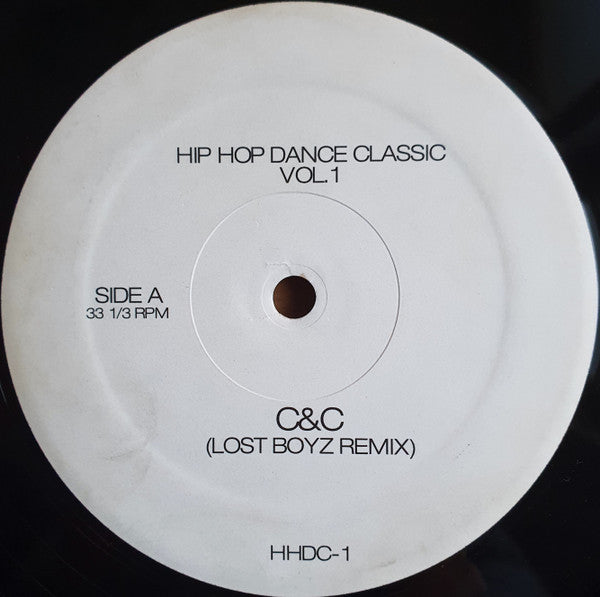 HIP HOP DANCE CLASSIC
VOL.1
SIDE A
33 1/3 RPM
C&C
(LOST BOYZ REMIX)
HHDC-1